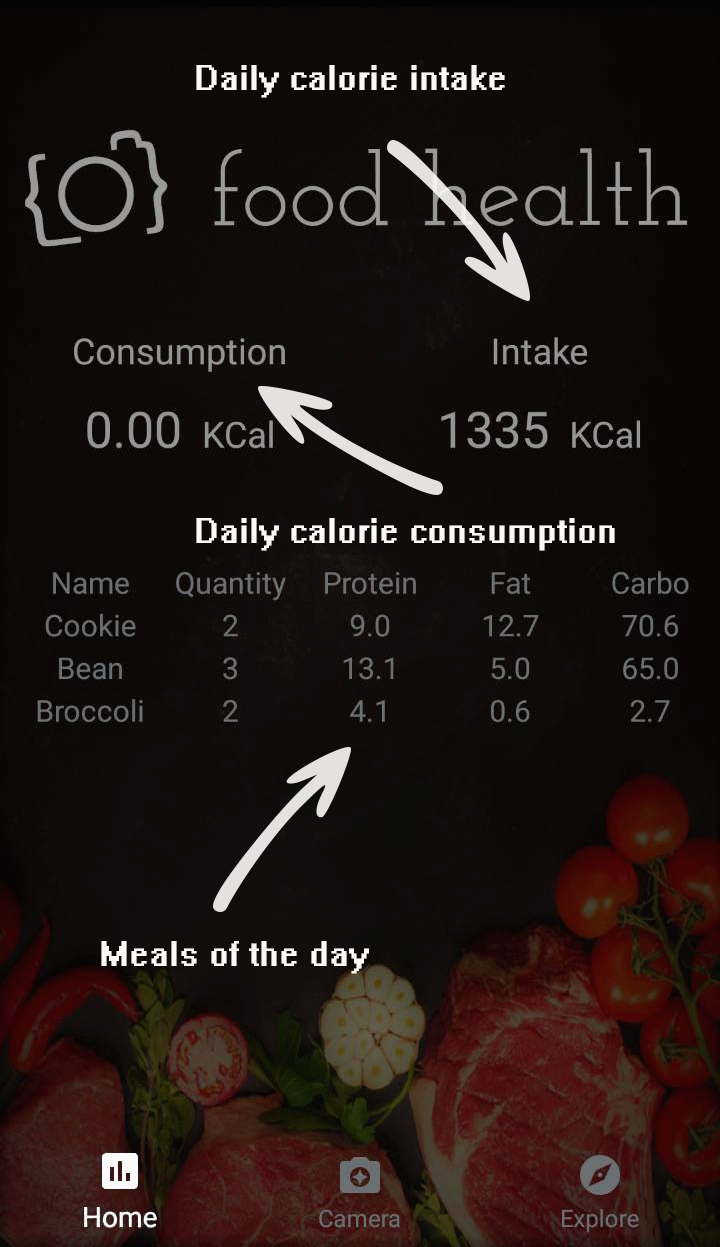 Daily calorie intake
food health
Consumption Intake
0.00 KCal 1335 KCal
Daily calorie consumption
Name Quantity Protein Fat Carbo
Cookie 2 9.0 12.7 70.6
Bean 3 13.1 5.0 65.0
Broccoli 2 4.1 0.6 2.7
Meals of the day
Home Camera Explore